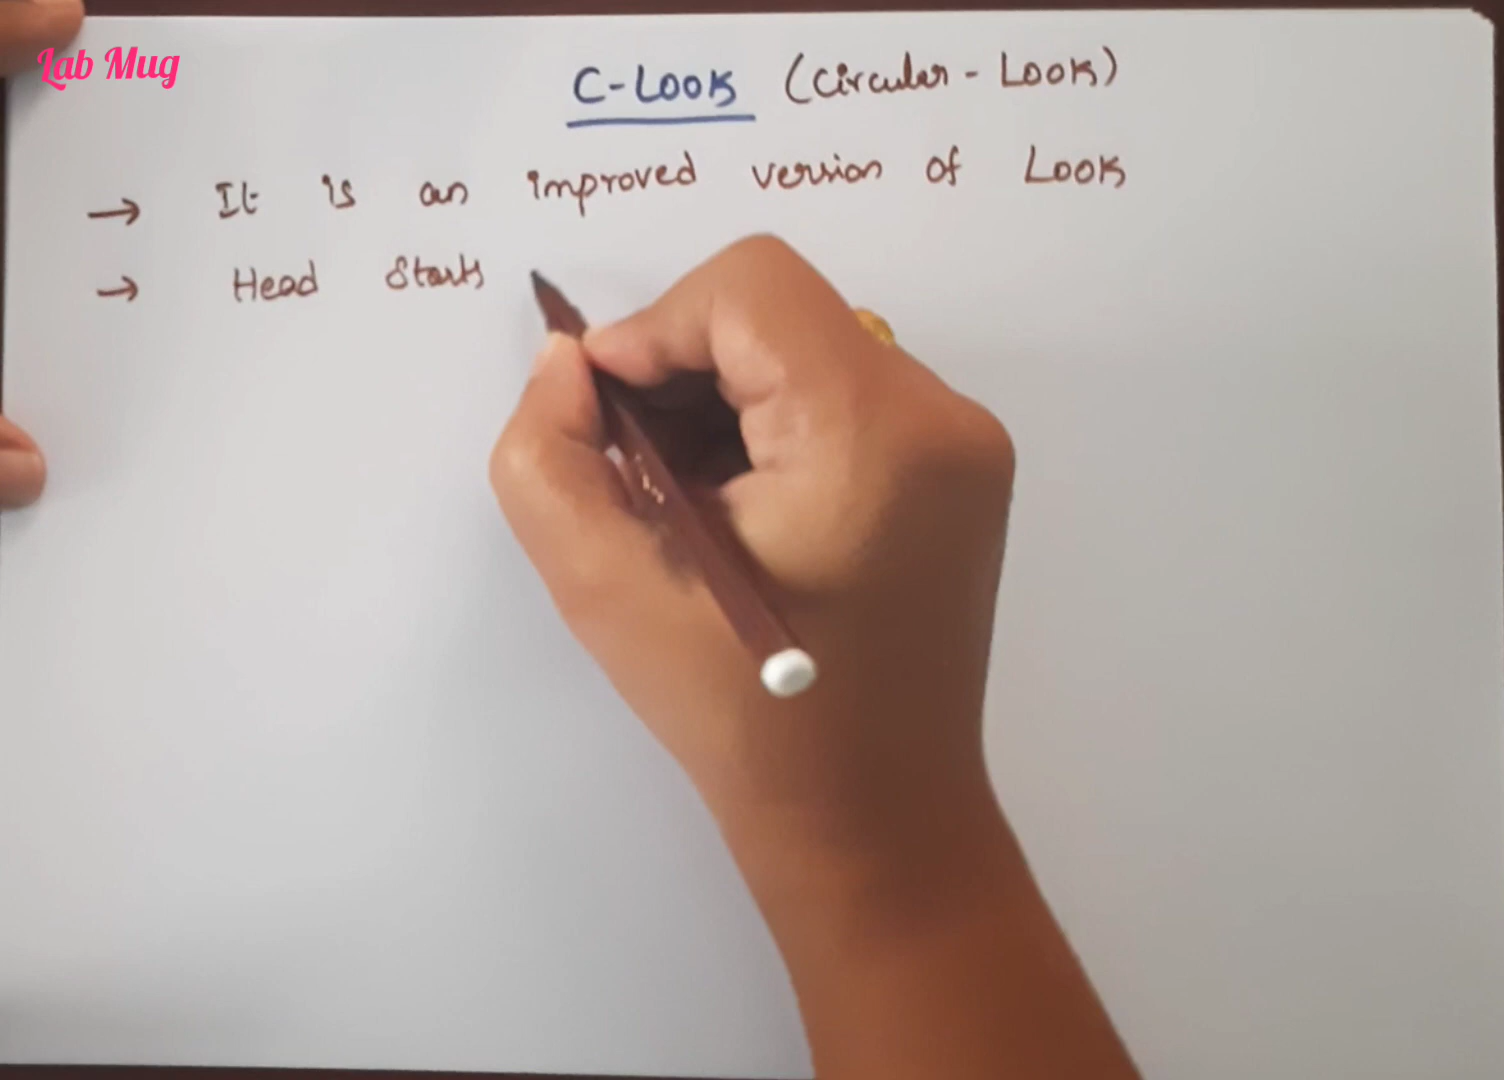 Lab Mug
C-LOOK (Circular - LOOK)
→ It is an improved version of LOOK
→ Head starts